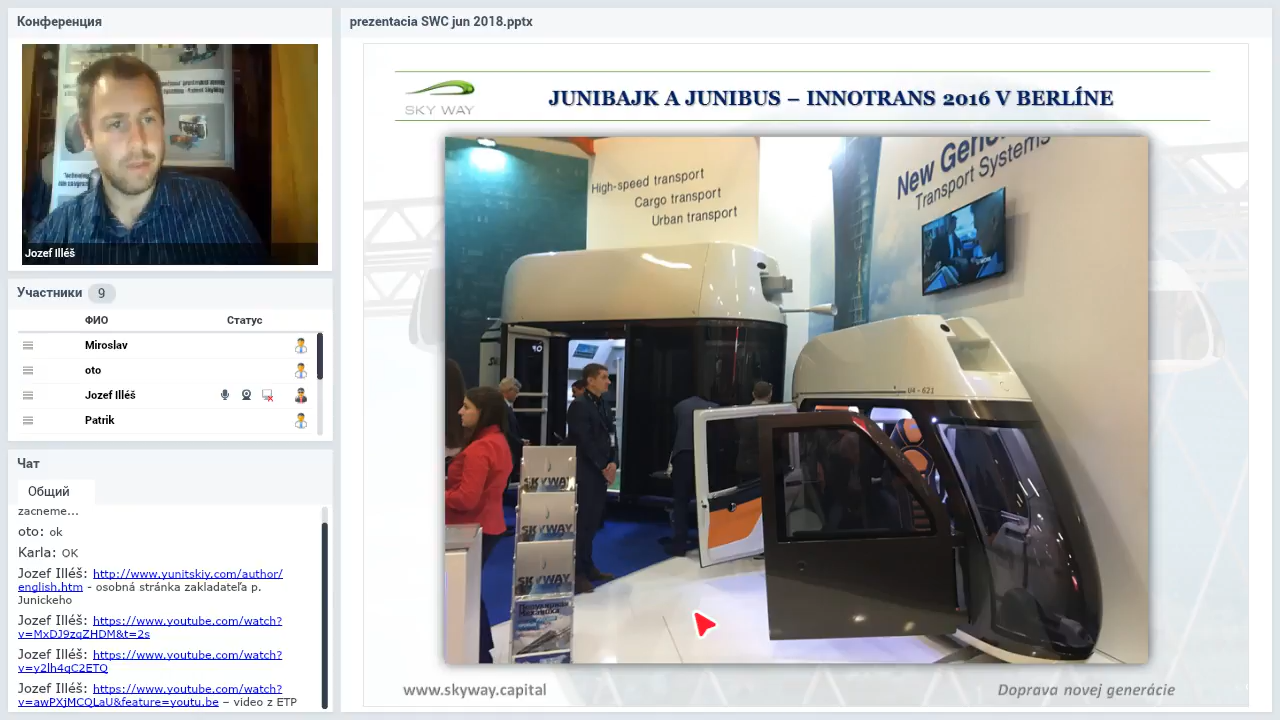 Конференция
Jozef Illéš
Участники 9
ФИО Статус
Miroslav
oto
Jozef Illéš
Patrik
Чат
Общий
zacneme...
oto: ok
Karla: OK
Jozef Illéš: http://www.yunitskiy.com/author/
english.htm - osobná stránka zakladateľa p.
Junickeho
Jozef Illéš: https://www.youtube.com/watch?
v=MxDJ9zqZHDM&t=2s
Jozef Illéš: https://www.youtube.com/watch?
v=y2lh4qC2ETQ
Jozef Illéš: https://www.youtube.com/watch?
v=awPXjMCQLaU&feature=youtu.be – video z ETP
prezentacia SWC jun 2018.pptx
SKY WAY
JUNIBAJK A JUNIBUS – INNOTRANS 2016 V BERLÍNE
High-speed transport
Cargo transport
Urban transport
Transport Systems
U4 - 621
SKYWAY
SKYWAY
SKYWAY
www.skyway.capital
Doprava novej generácie